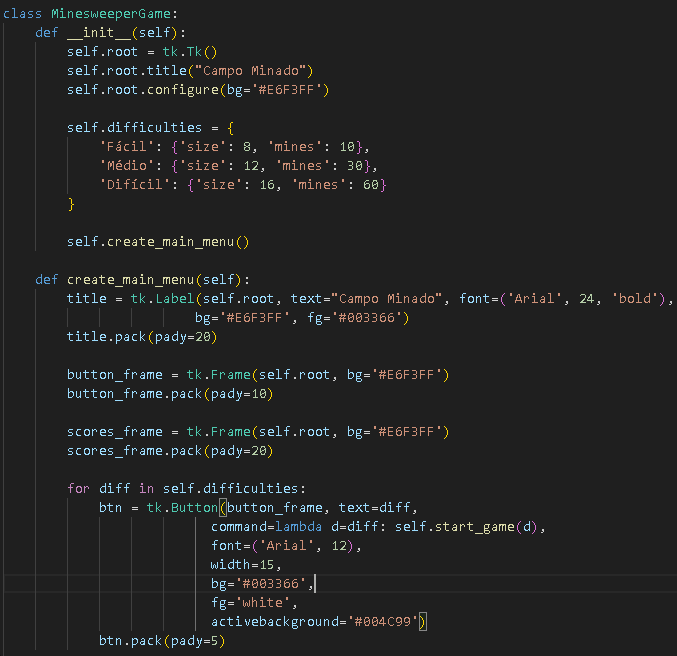 class MinesweeperGame:
    def __init__(self):
        self.root = tk.Tk()
        self.root.title("Campo Minado")
        self.root.configure(bg='#E6F3FF')

        self.difficulties = {
            'Fácil': {'size': 8, 'mines': 10},
            'Médio': {'size': 12, 'mines': 30},
            'Difícil': {'size': 16, 'mines': 60}
        }

        self.create_main_menu()

    def create_main_menu(self):
        title = tk.Label(self.root, text="Campo Minado", font=('Arial', 24, 'bold'),
                        bg='#E6F3FF', fg='#003366')
        title.pack(pady=20)

        button_frame = tk.Frame(self.root, bg='#E6F3FF')
        button_frame.pack(pady=10)

        scores_frame = tk.Frame(self.root, bg='#E6F3FF')
        scores_frame.pack(pady=20)

        for diff in self.difficulties:
            btn = tk.Button(button_frame, text=diff,
                          command=lambda d=diff: self.start_game(d),
                          font=('Arial', 12),
                          width=15,
                          bg='#003366',
                          fg='white',
                          activebackground='#004C99')
            btn.pack(pady=5)